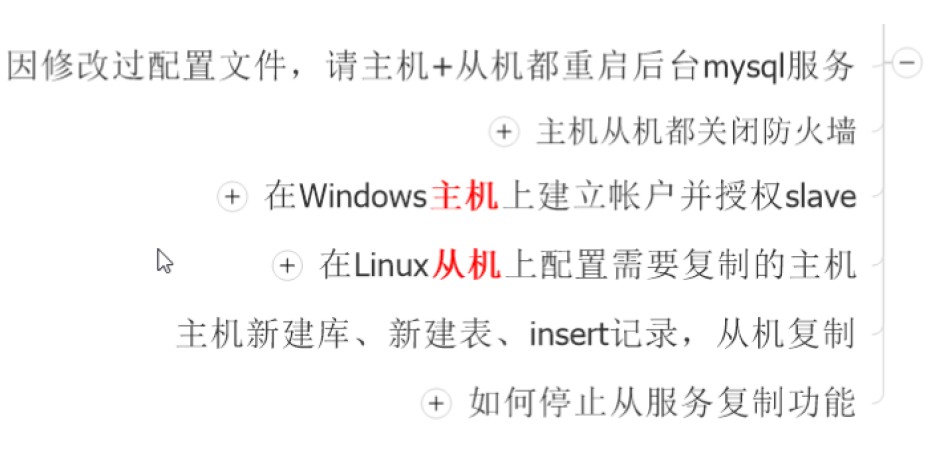 因修改过配置文件，请主机+从机都重启后台mysql服务
主机从机都关闭防火墙
在Windows主机上建立帐户并授权slave
在Linux从机上配置需要复制的主机
主机新建库、新建表、insert记录，从机复制
如何停止从服务复制功能